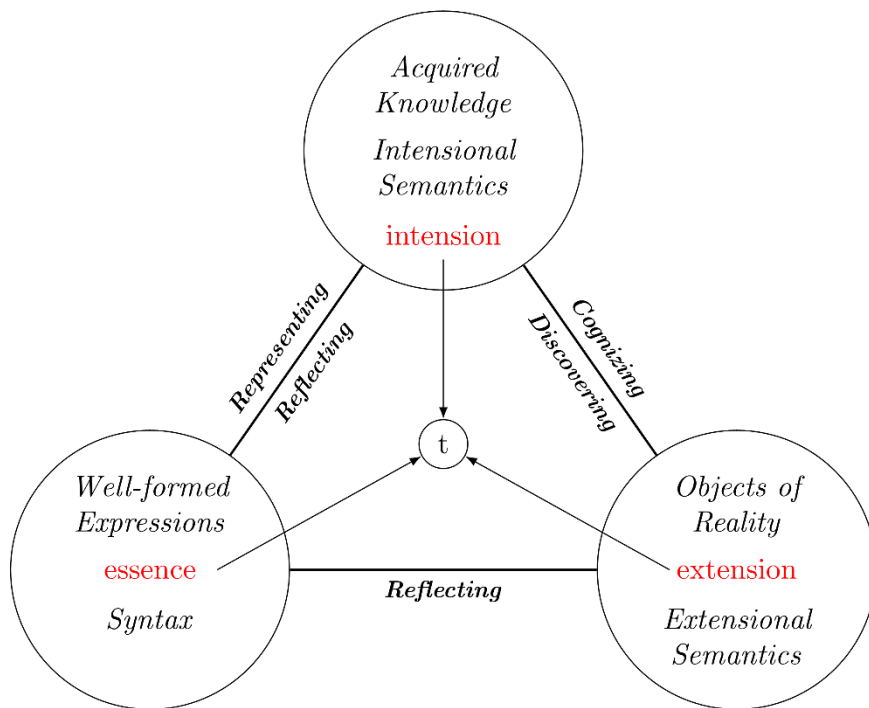 Acquired
Knowledge
Intensional
Semantics
intension
Representing
Reflecting
Cognizing
Discovering
t
Well-formed
Expressions
essence
Syntax
Reflecting
Objects of
Reality
extension
Extensional
Semantics